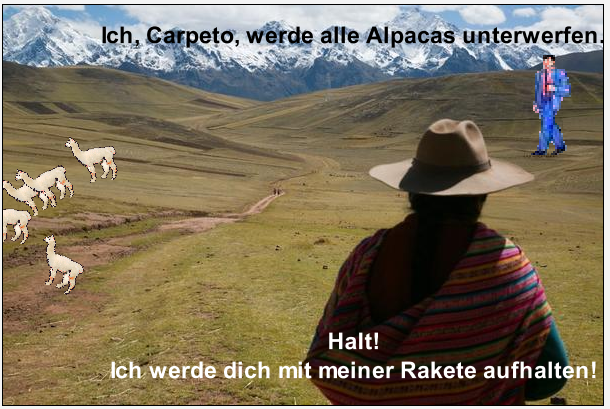 Ich, Carpeto, werde alle Alpacas unterwerfen.
Halt!
Ich werde dich mit meiner Rakete aufhalten!